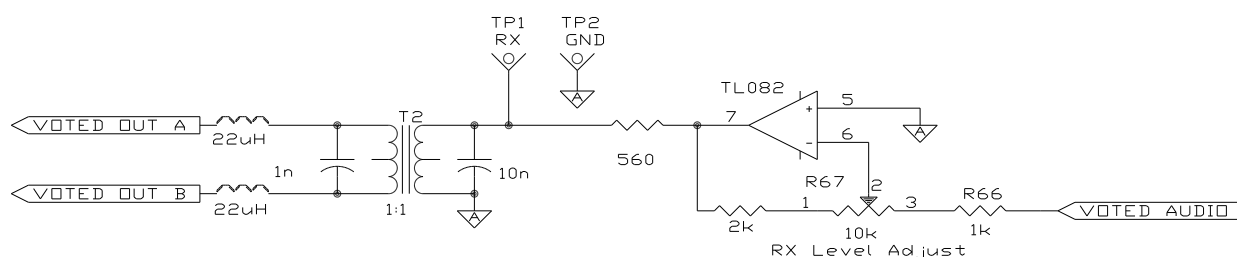 TP1
RX
TP2
GND
A
TL082
VOTED OUT A
22uH
T2
7
+
5
A
1n
10n
560
-
6
VOTED OUT B
22uH
1:1
A
R67
2
R66
1
3
VOTED AUDIO
2k
10k
1k
RX Level Adjust